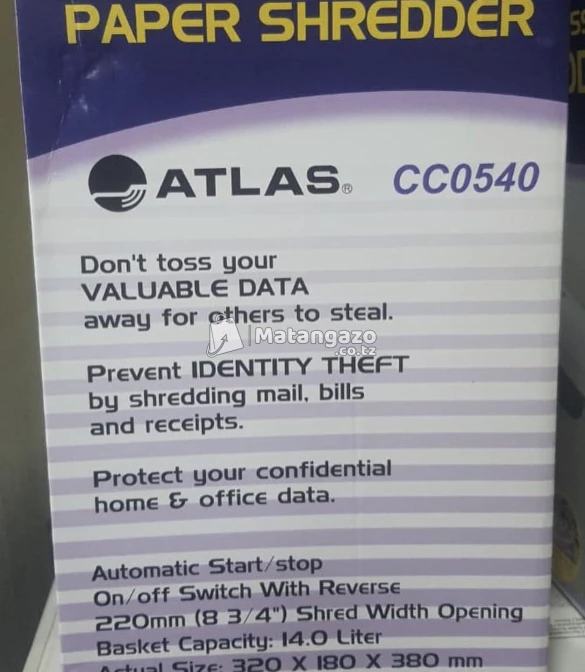 PAPER SHREDDER
ATLAS® CC0540
Don't toss your
VALUABLE DATA
away for others to steal.
Matangazo
.co.tz
Prevent IDENTITY THEFT
by shredding mail, bills
and receipts.
Protect your confidential
home & office data.
Automatic Start/stop
On/off Switch With Reverse
220mm (8 3/4") Shred Width Opening
Basket Capacity: 14.0 Liter
Actual Size: 320 X 180 X 380 mm